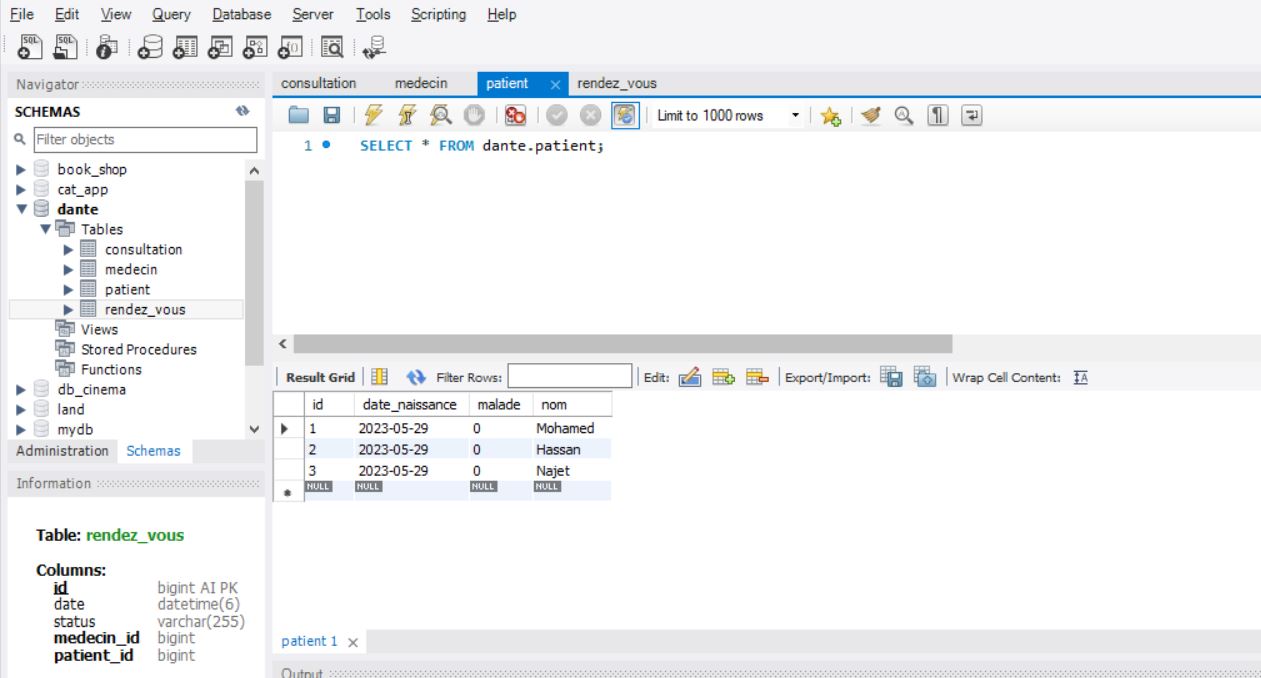 File Edit View Query Database Server Tools Scripting Help
Navigator
SCHEMAS
Filter objects
book_shop
cat_app
dante
Tables
consultation
medecin
patient
rendez_vous
Views
Stored Procedures
Functions
db_cinema
land
mydb
Administration Schemas
Information
Table: rendez_vous
Columns:
id bigint AI PK
date datetime(6)
status varchar(255)
medecin_id bigint
patient_id bigint
consultation medecin patient rendez_vous
Limit to 1000 rows
1 SELECT * FROM dante.patient;
Result Grid Filter Rows: Edit: Export/Import: Wrap Cell Content:
id date_naissance malade nom
1 2023-05-29 0 Mohamed
2 2023-05-29 0 Hassan
3 2023-05-29 0 Najet
NULL NULL NULL NULL
patient 1
Output